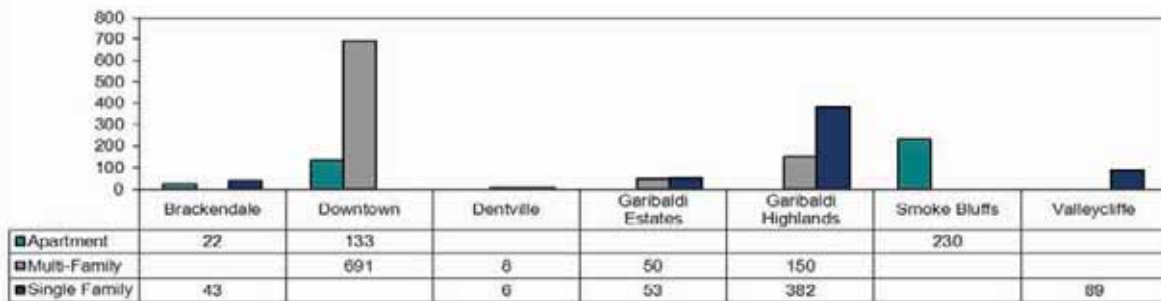 800
700
600
500
400
300
200
100
0
Brackendale Downtown Dentville Garibaldi Estates Garibaldi Highlands Smoke Bluffs Valleycliffe
Apartment 22 133 230
Multi-Family 691 8 50 150
Single Family 43 6 53 382 89